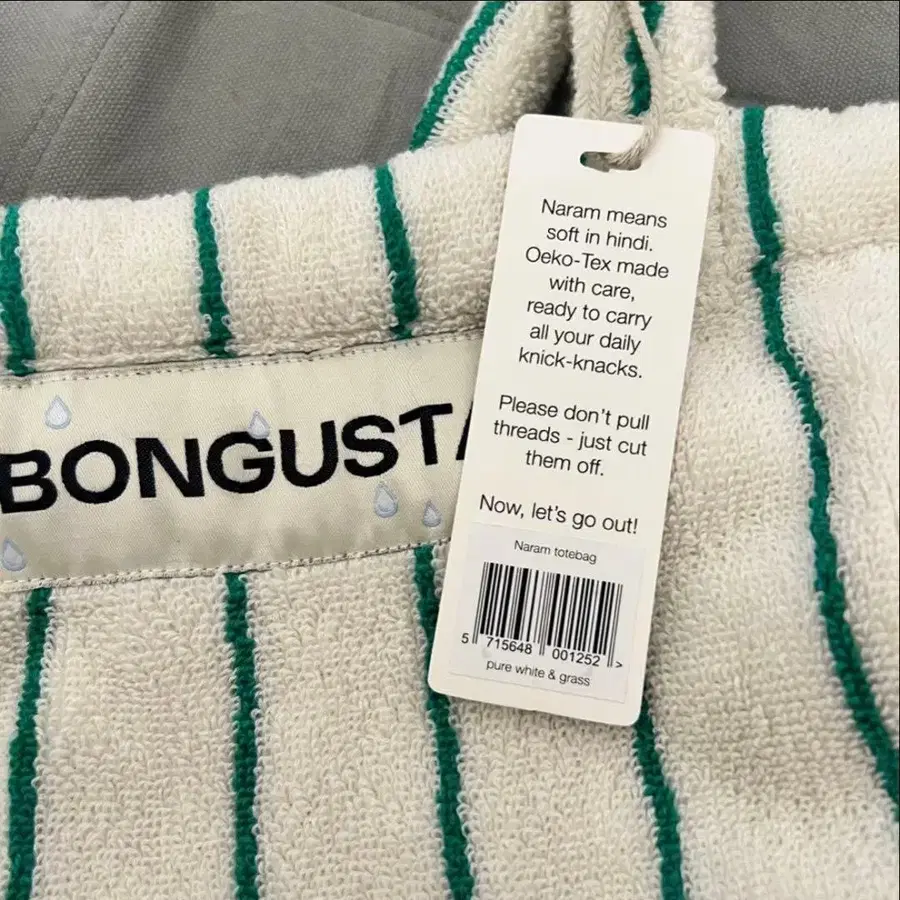 BONGUSTA
Naram means
soft in hindi.
Oeko-Tex made
with care,
ready to carry
all your daily
knick-knacks.
Please don't pull
threads - just cut
them off.
Now, let's go out!
Naram totebag
5 715648 001252 >
pure white & grass